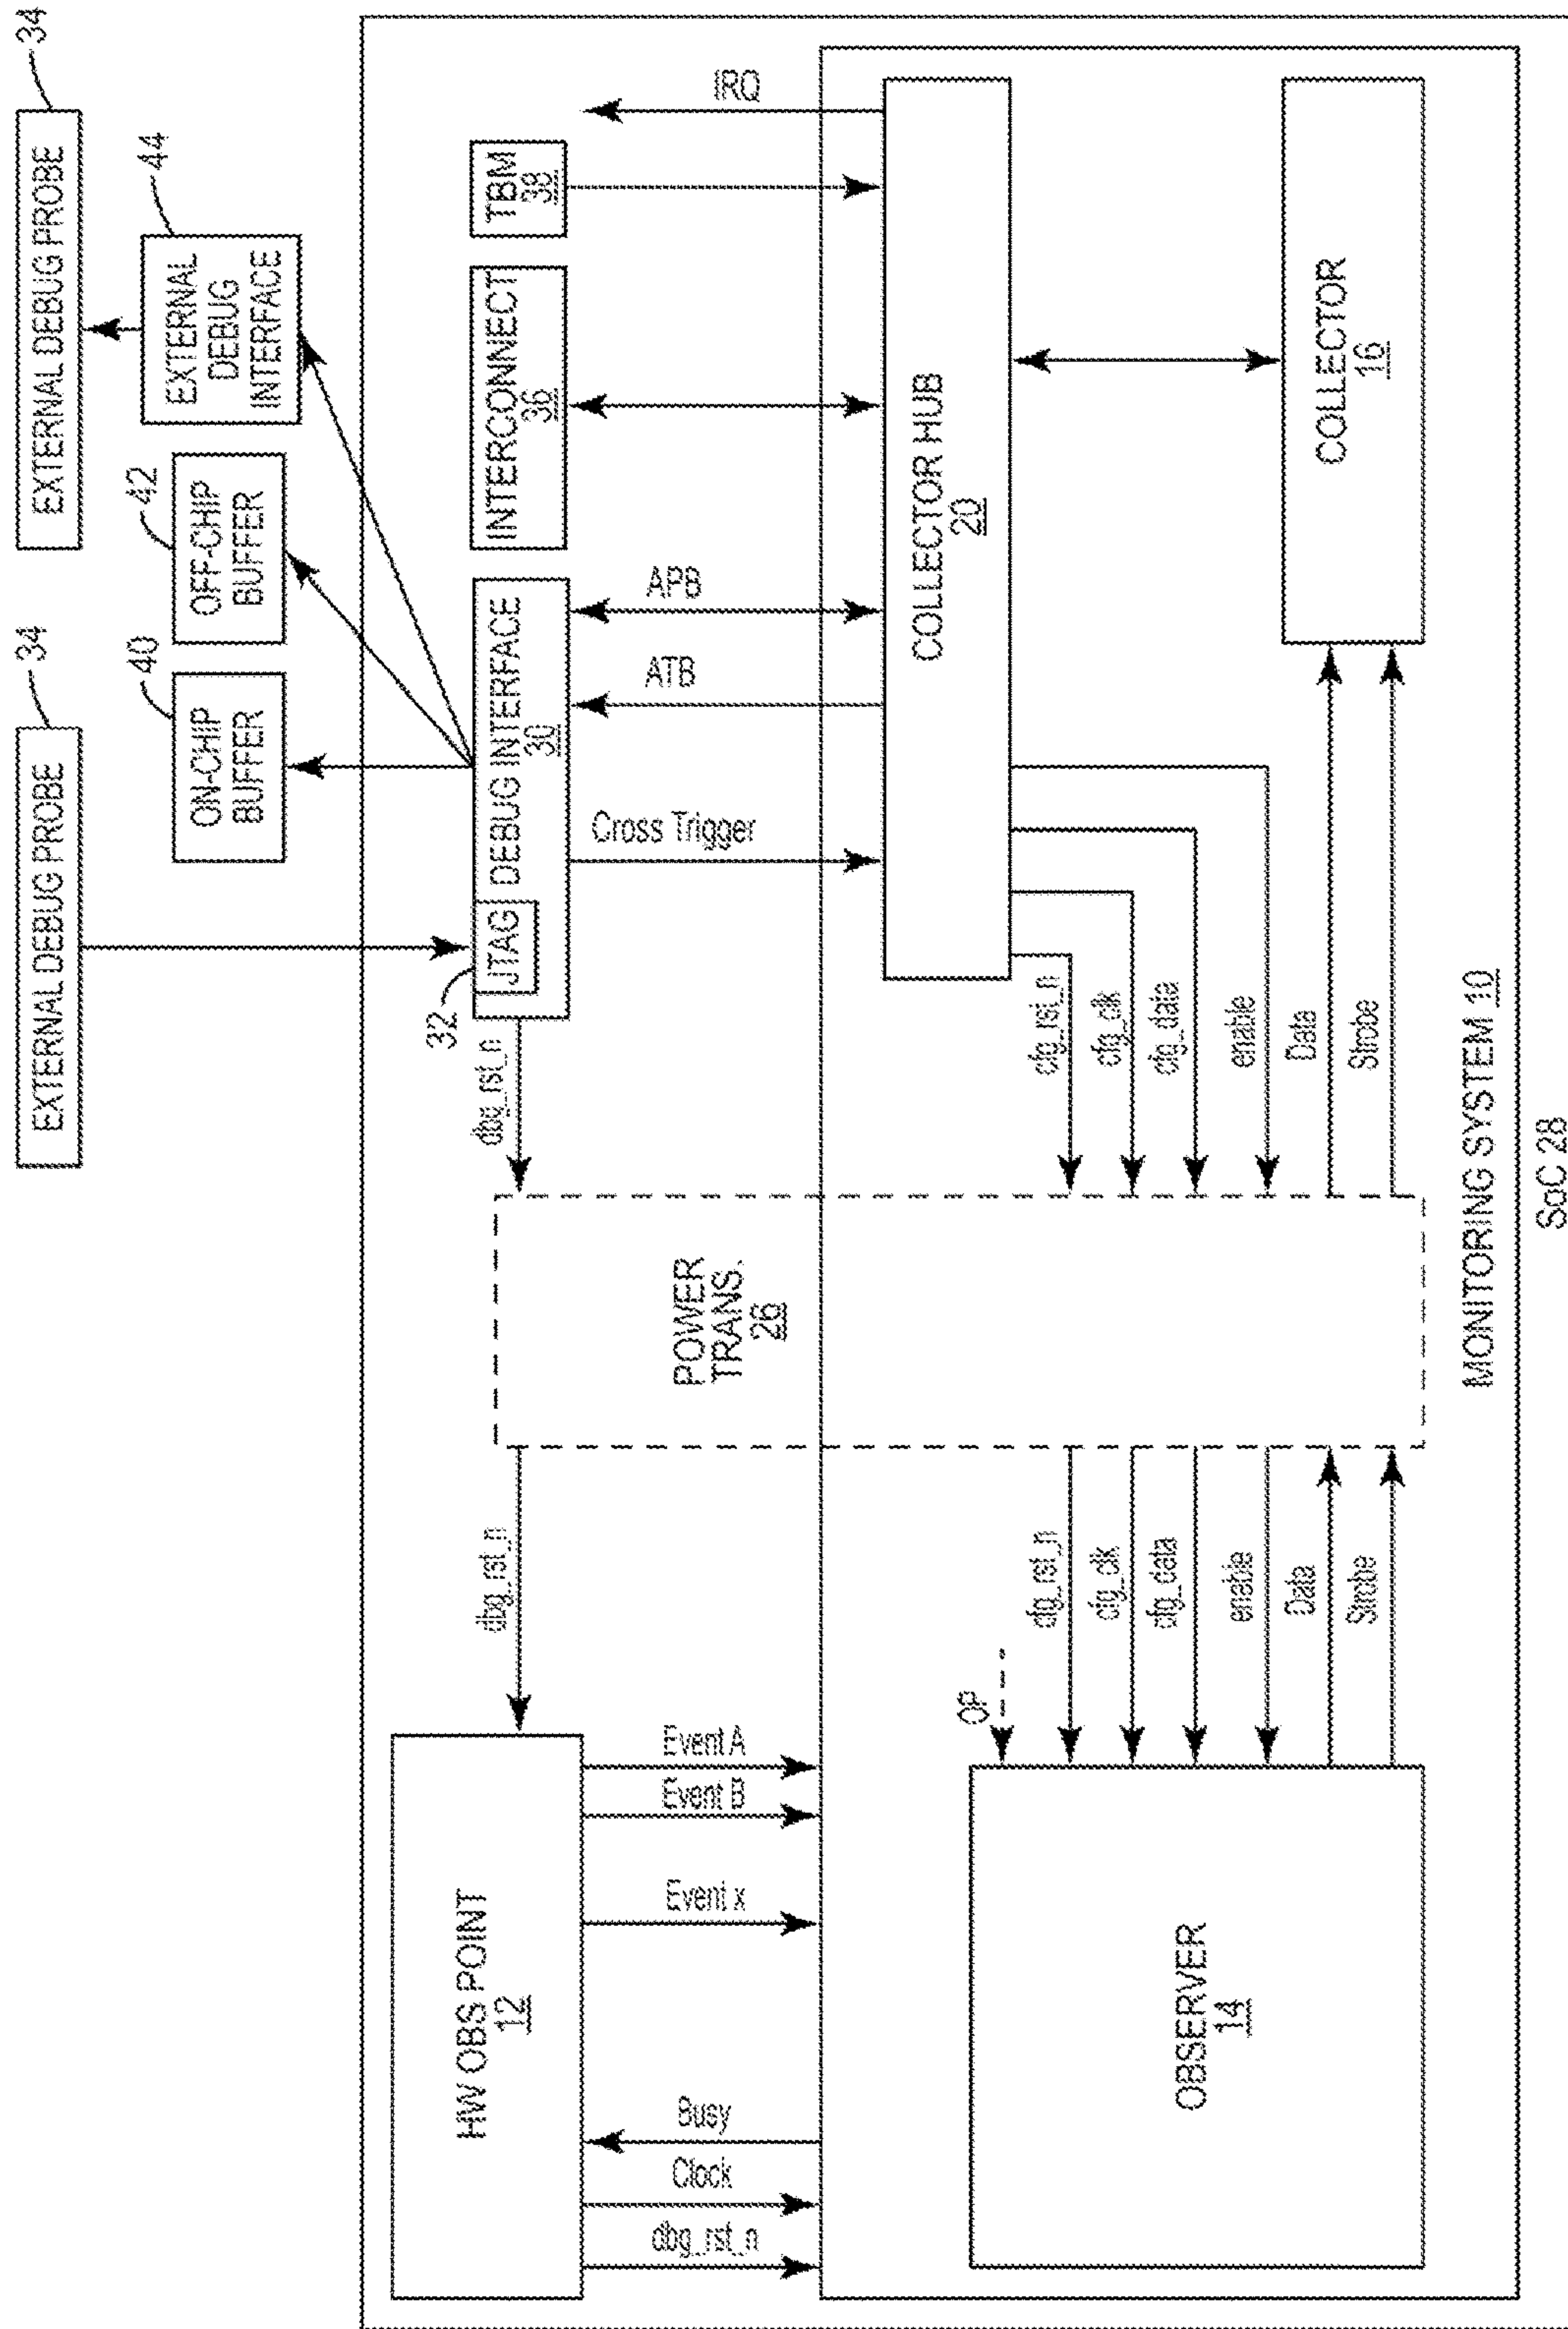 EXTERNAL DEBUG PROBE
34
EXTERNAL DEBUG PROBE
34
ON-CHIP
BUFFER
40
OFF-CHIP
BUFFER
42
EXTERNAL
DEBUG
INTERFACE
44
HW OBS POINT
12
dbg_rst_n
dbg_rst_n
32
JTAG
DEBUG INTERFACE
30
INTERCONNECT
36
TBM
38
dbg_rst_n
Clock
Busy
Event x
Event B
Event A
POWER
TRANS.
26
Cross Trigger
ATB
APB
IRQ
COLLECTOR HUB
20
OBSERVER
14
OP
cfg_rst_n
cfg_clk
cfg_data
enable
Data
Strobe
cfg_rst_n
cfg_clk
cfg_data
enable
Data
Strobe
COLLECTOR
16
MONITORING SYSTEM 10
SoC 28